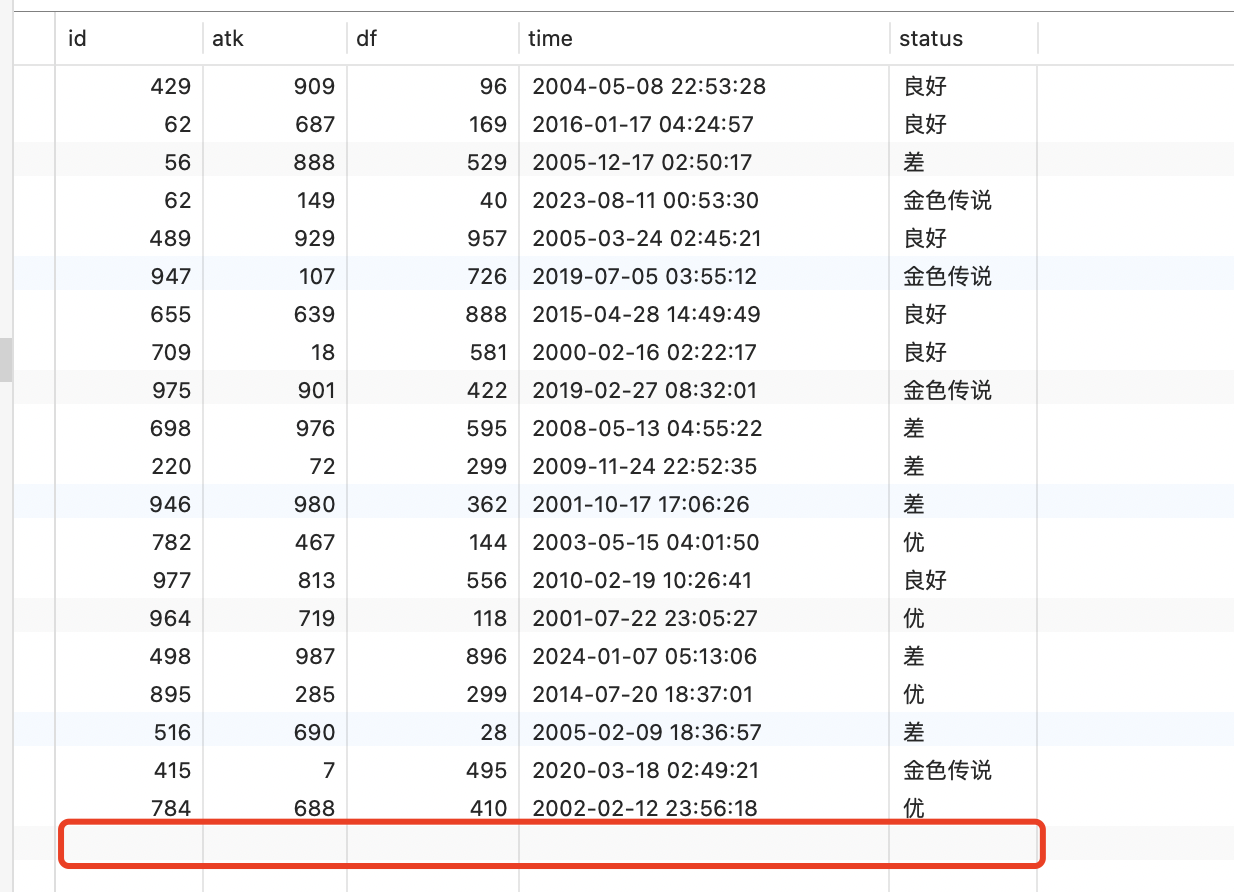 id atk df time status
429 909 96 2004-05-08 22:53:28 良好
62 687 169 2016-01-17 04:24:57 良好
56 888 529 2005-12-17 02:50:17 差
62 149 40 2023-08-11 00:53:30 金色传说
489 929 957 2005-03-24 02:45:21 良好
947 107 726 2019-07-05 03:55:12 金色传说
655 639 888 2015-04-28 14:49:49 良好
709 18 581 2000-02-16 02:22:17 良好
975 901 422 2019-02-27 08:32:01 金色传说
698 976 595 2008-05-13 04:55:22 差
220 72 299 2009-11-24 22:52:35 差
946 980 362 2001-10-17 17:06:26 差
782 467 144 2003-05-15 04:01:50 优
977 813 556 2010-02-19 10:26:41 良好
964 719 118 2001-07-22 23:05:27 优
498 987 896 2024-01-07 05:13:06 差
895 285 299 2014-07-20 18:37:01 优
516 690 28 2005-02-09 18:36:57 差
415 7 495 2020-03-18 02:49:21 金色传说
784 688 410 2002-02-12 23:56:18 优